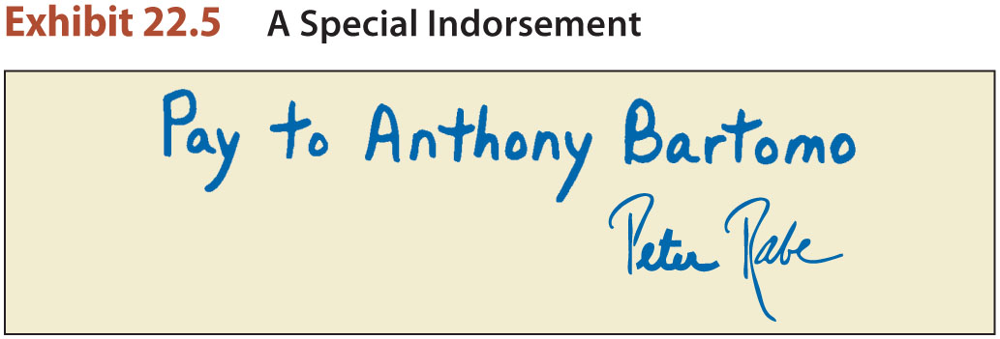 Exhibit 22.5 A Special Indorsement
Pay to Anthony Bartomo
Peter Rabe